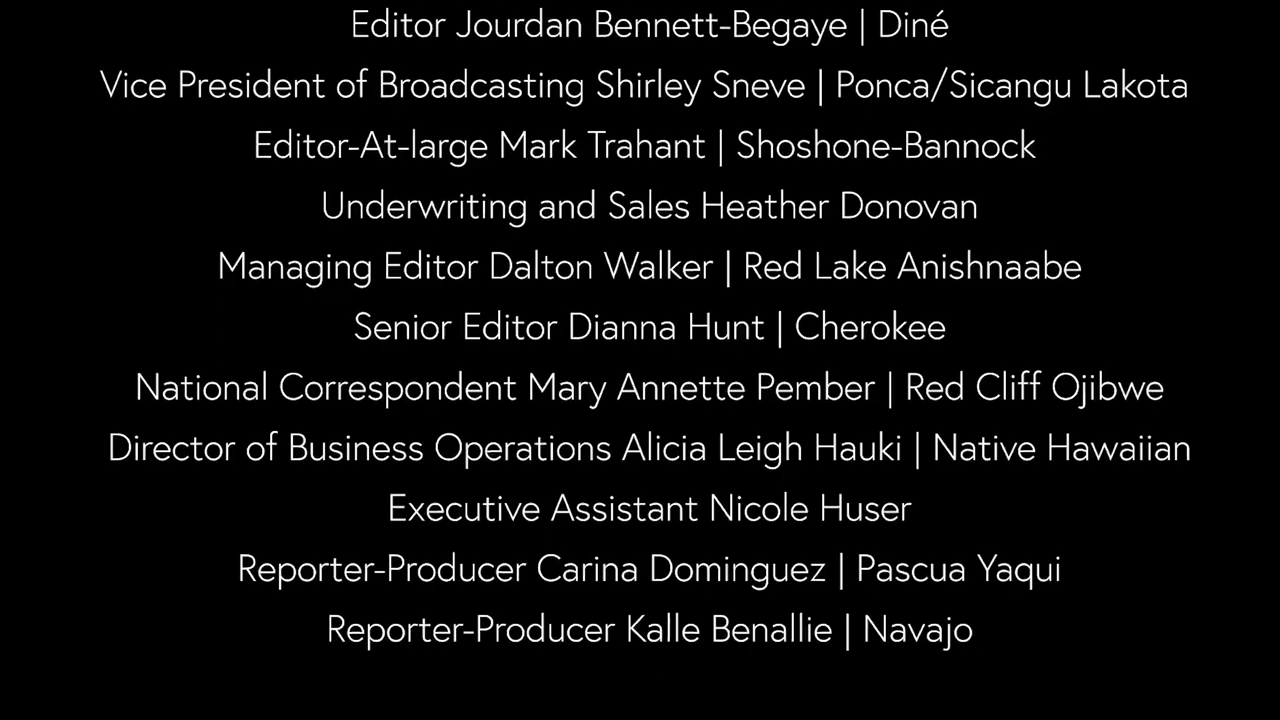 Editor Jourdan Bennett-Begaye | Diné
Vice President of Broadcasting Shirley Sneve | Ponca/Sicangu Lakota
Editor-At-large Mark Trahant | Shoshone-Bannock
Underwriting and Sales Heather Donovan
Managing Editor Dalton Walker | Red Lake Anishnaabe
Senior Editor Dianna Hunt | Cherokee
National Correspondent Mary Annette Pember | Red Cliff Ojibwe
Director of Business Operations Alicia Leigh Hauki | Native Hawaiian
Executive Assistant Nicole Huser
Reporter-Producer Carina Dominguez | Pascua Yaqui
Reporter-Producer Kalle Benallie | Navajo